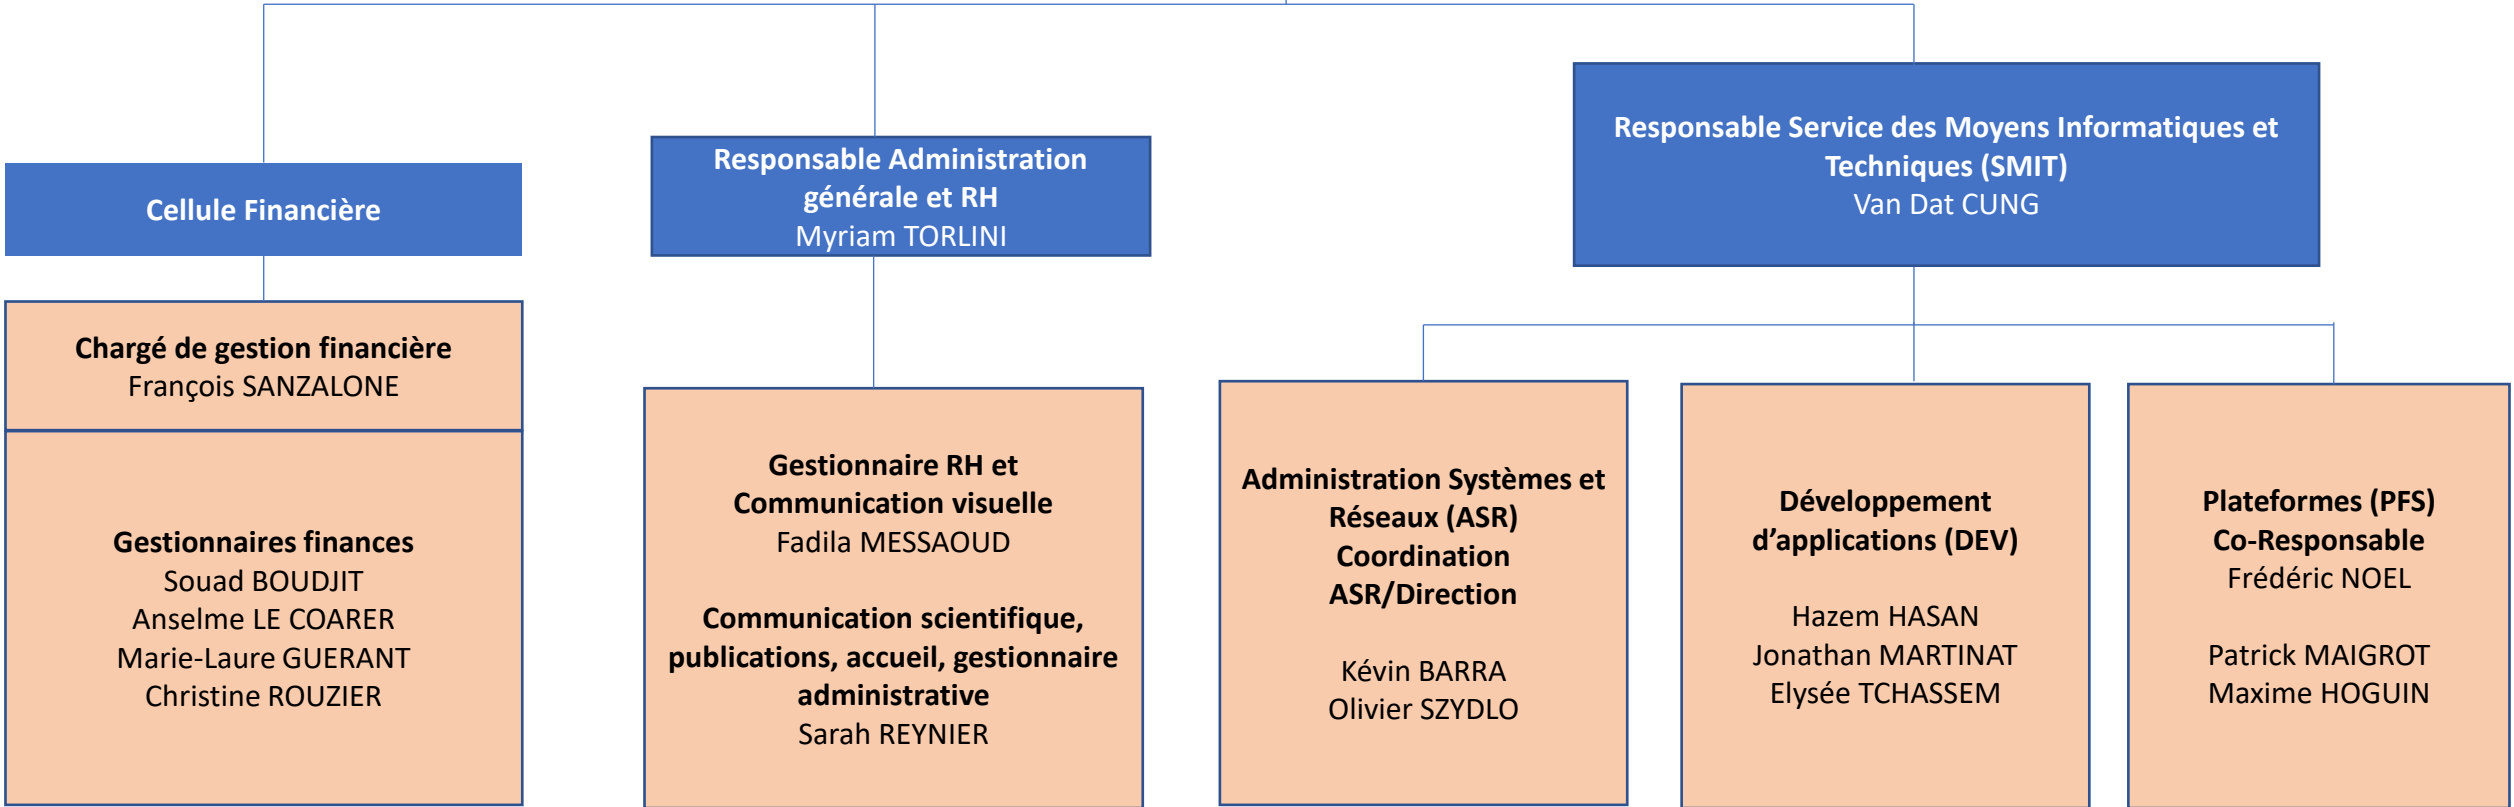 Cellule Financière
Chargé de gestion financière
François SANZALONE
Gestionnaires finances
Souad BOUDJIT
Anselme LE COARER
Marie-Laure GUERANT
Christine ROUZIER
Responsable Administration
générale et RH
Myriam TORLINI
Gestionnaire RH et
Communication visuelle
Fadila MESSAOUD
Communication scientifique,
publications, accueil, gestionnaire
administrative
Sarah REYNIER
Responsable Service des Moyens Informatiques et
Techniques (SMIT)
Van Dat CUNG
Administration Systèmes et
Réseaux (ASR)
Coordination
ASR/Direction
Kévin BARRA
Olivier SZYDLO
Développement
d’applications (DEV)
Hazem HASAN
Jonathan MARTINAT
Elysée TCHASSEM
Plateformes (PFS)
Co-Responsable
Frédéric NOEL
Patrick MAIGROT
Maxime HOGUIN